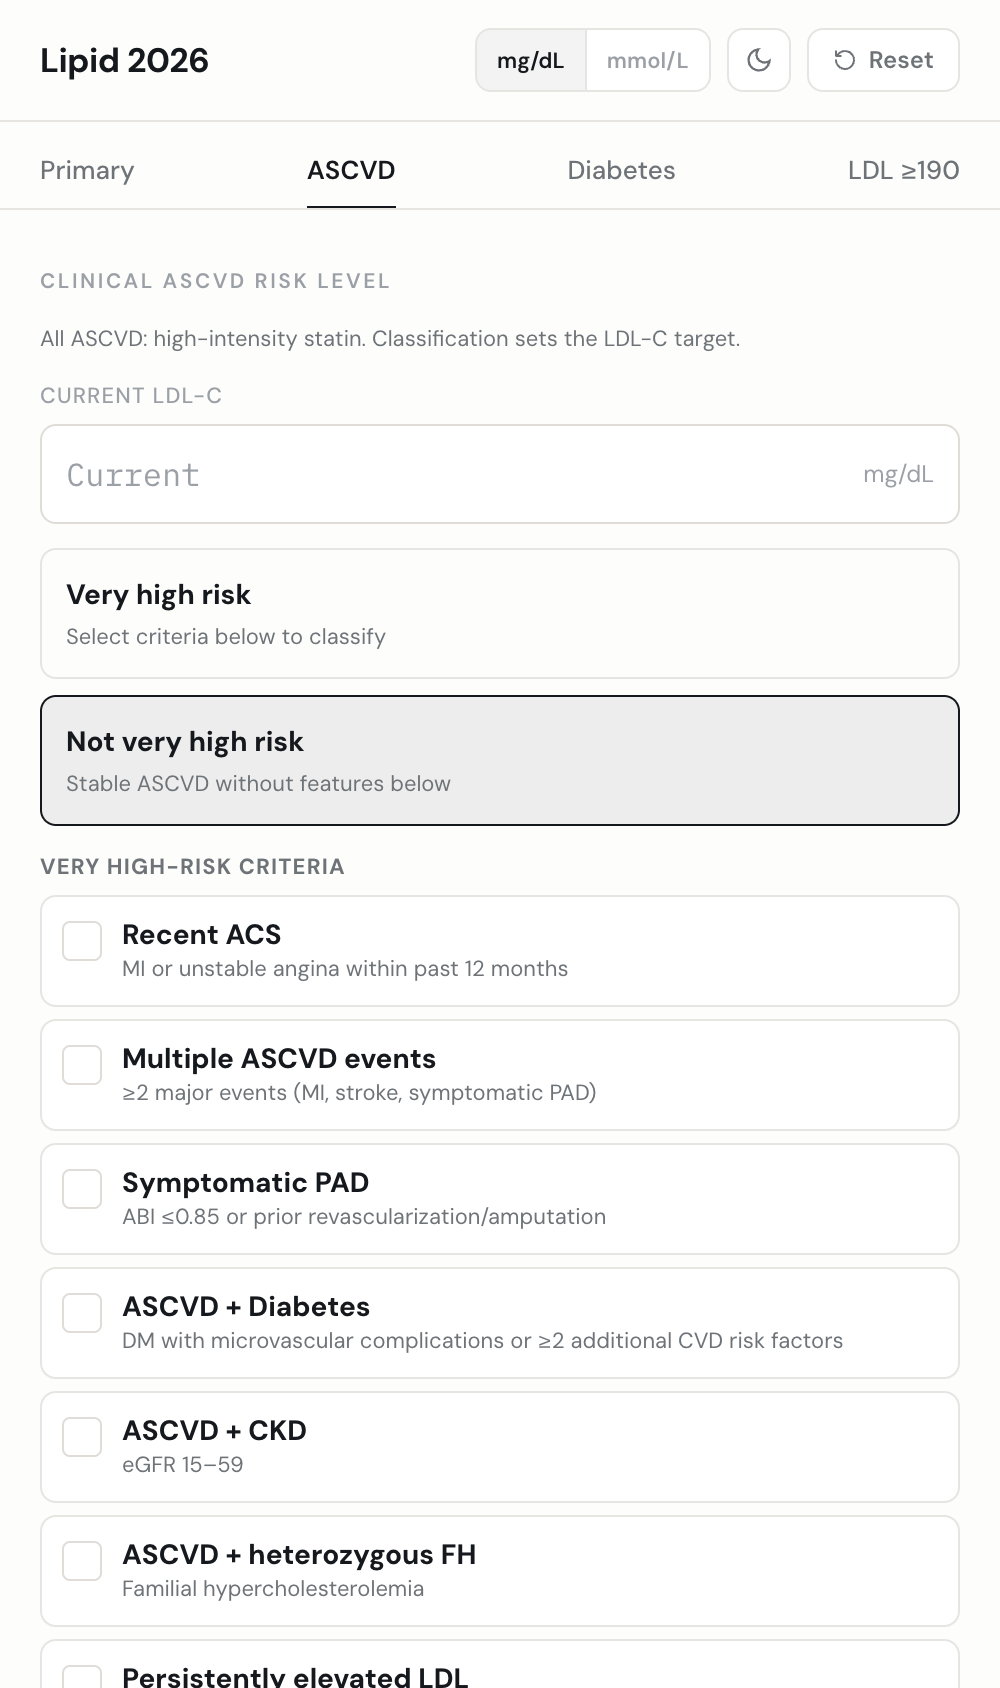 Lipid 2026
mg/dL mmol/L Reset
Primary ASCVD Diabetes LDL ≥190
CLINICAL ASCVD RISK LEVEL
All ASCVD: high-intensity statin. Classification sets the LDL-C target.
CURRENT LDL-C
Current mg/dL
Very high risk
Select criteria below to classify
Not very high risk
Stable ASCVD without features below
VERY HIGH-RISK CRITERIA
Recent ACS
MI or unstable angina within past 12 months
Multiple ASCVD events
≥2 major events (MI, stroke, symptomatic PAD)
Symptomatic PAD
ABI ≤0.85 or prior revascularization/amputation
ASCVD + Diabetes
DM with microvascular complications or ≥2 additional CVD risk factors
ASCVD + CKD
eGFR 15–59
ASCVD + heterozygous FH
Familial hypercholesterolemia
Persistently elevated LDL